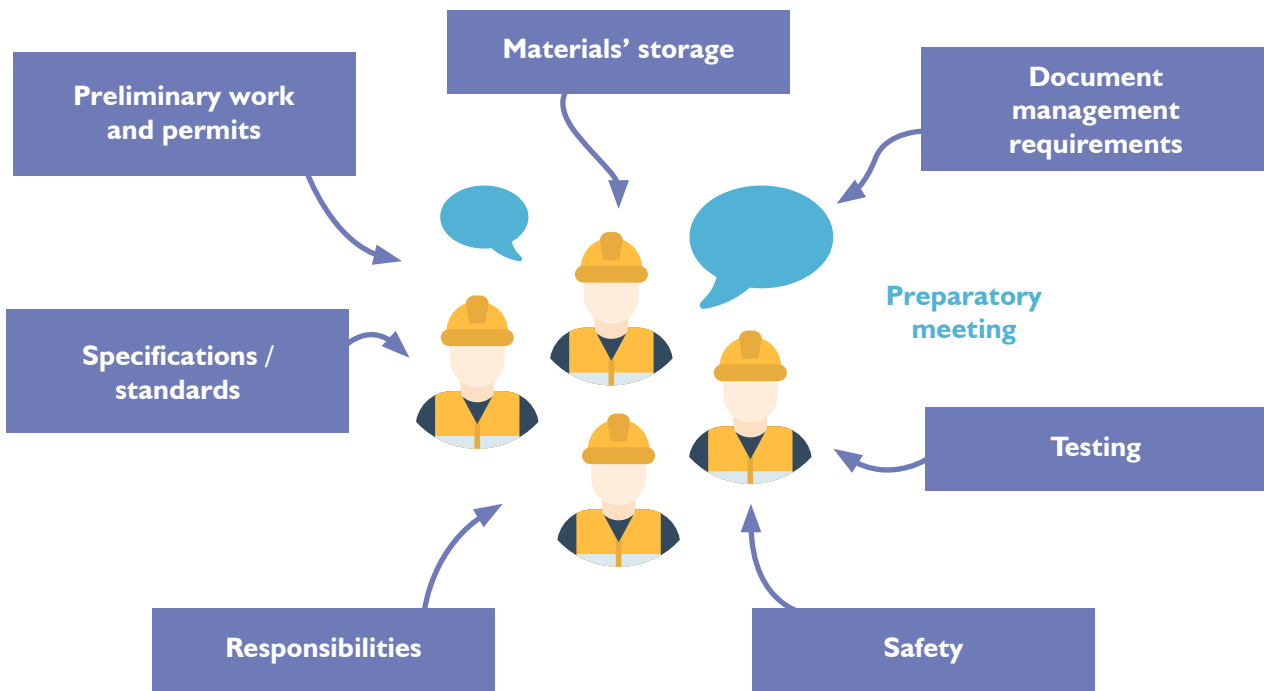 Materials’ storage
Preliminary work
and permits
Document
management
requirements
Preparatory
meeting
Specifications /
standards
Testing
Responsibilities
Safety